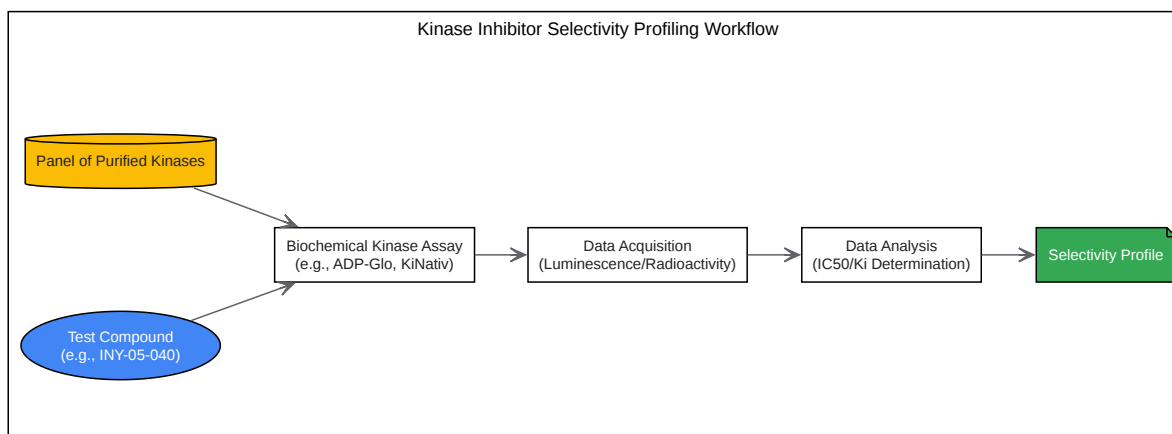 Kinase Inhibitor Selectivity Profiling Workflow
Panel of Purified Kinases
Test Compound
(e.g., INY-05-040)
Biochemical Kinase Assay
(e.g., ADP-Glo, KiNativ)
Data Acquisition
(Luminescence/Radioactivity)
Data Analysis
(IC50/Ki Determination)
Selectivity Profile